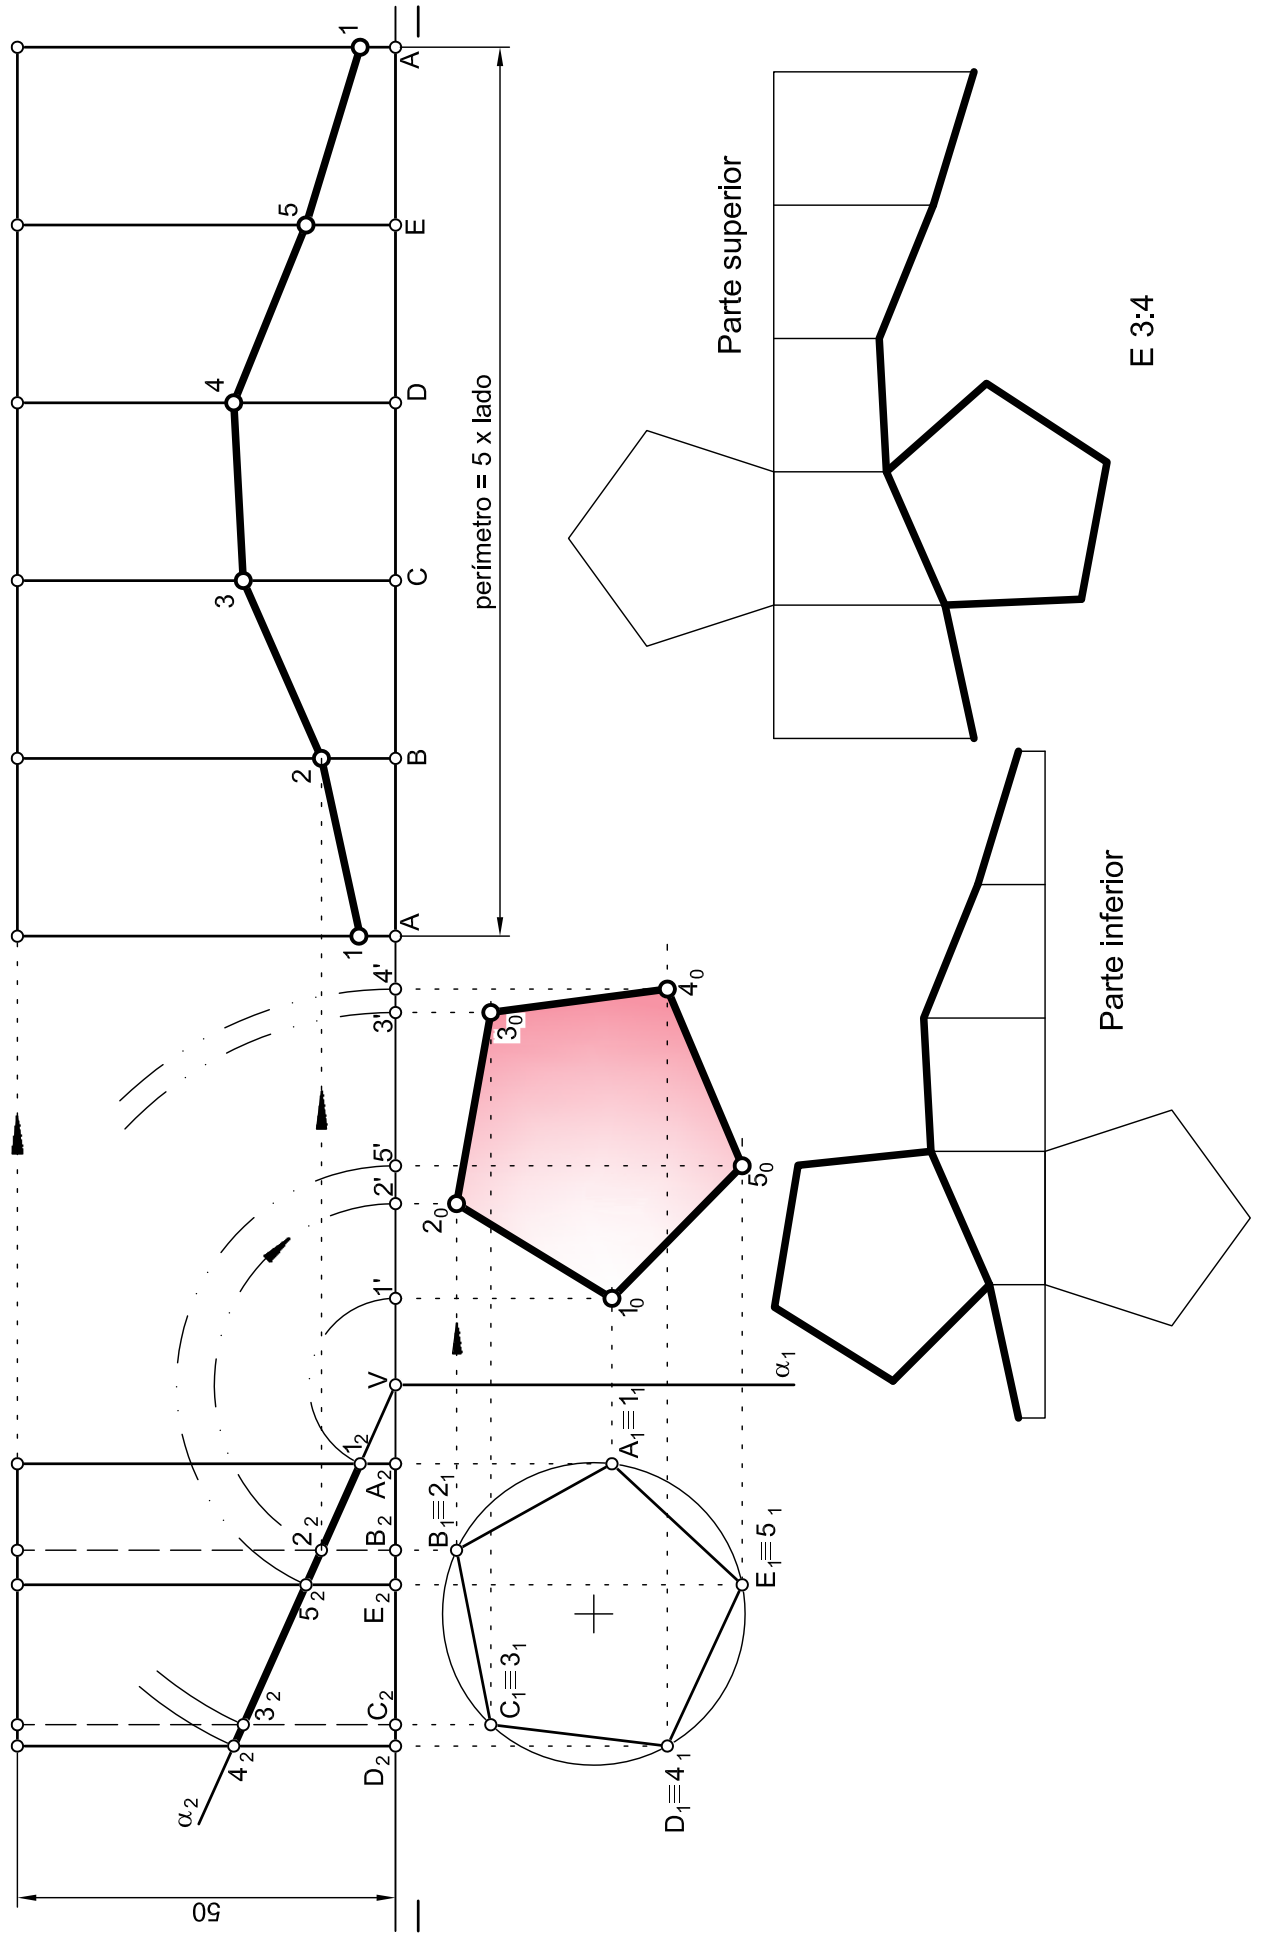 50
α2
42
32
52
22
12
V
1'
2'
5'
3'
4'
D2
C2
E2
B2
A2
1
2
3
4
5
1
A
B
C
D
E
A
perímetro = 5 x lado
B1≡21
C1≡31
A1≡11
D1≡41
E1≡51
α1
20
30
10
40
50
Parte superior
Parte inferior
E 3:4